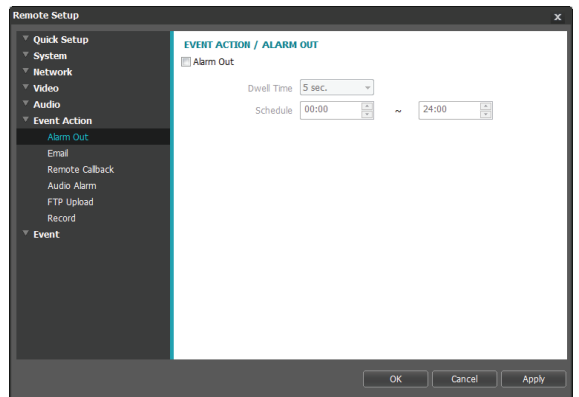 Remote Setup x
Quick Setup
System
Network
Video
Audio
Event Action
Alarm Out
Email
Remote Callback
Audio Alarm
FTP Upload
Record
Event
EVENT ACTION / ALARM OUT
Alarm Out
Dwell Time 5 sec.
Schedule 00:00 ~ 24:00
OK Cancel Apply